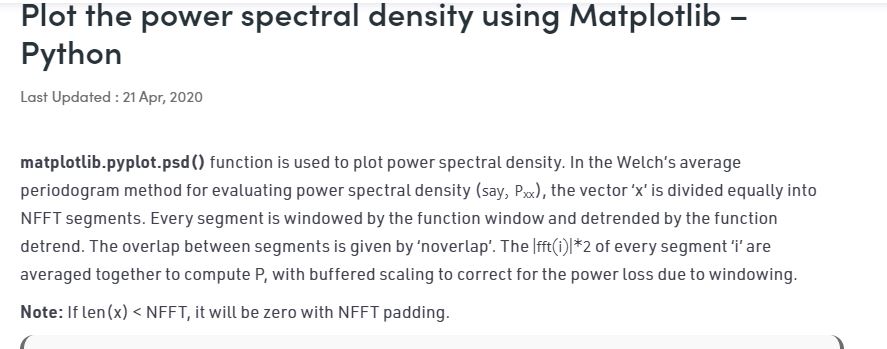 Plot the power spectral density using Matplotlib –
Python
Last Updated : 21 Apr, 2020
matplotlib.pyplot.psd() function is used to plot power spectral density. In the Welch's average
periodogram method for evaluating power spectral density (say, Pxx), the vector 'x' is divided equally into
NFFT segments. Every segment is windowed by the function window and detrended by the function
detrend. The overlap between segments is given by 'noverlap'. The |fft(i)|*2 of every segment 'i' are
averaged together to compute P, with buffered scaling to correct for the power loss due to windowing.
Note: If len(x) < NFFT, it will be zero with NFFT padding.